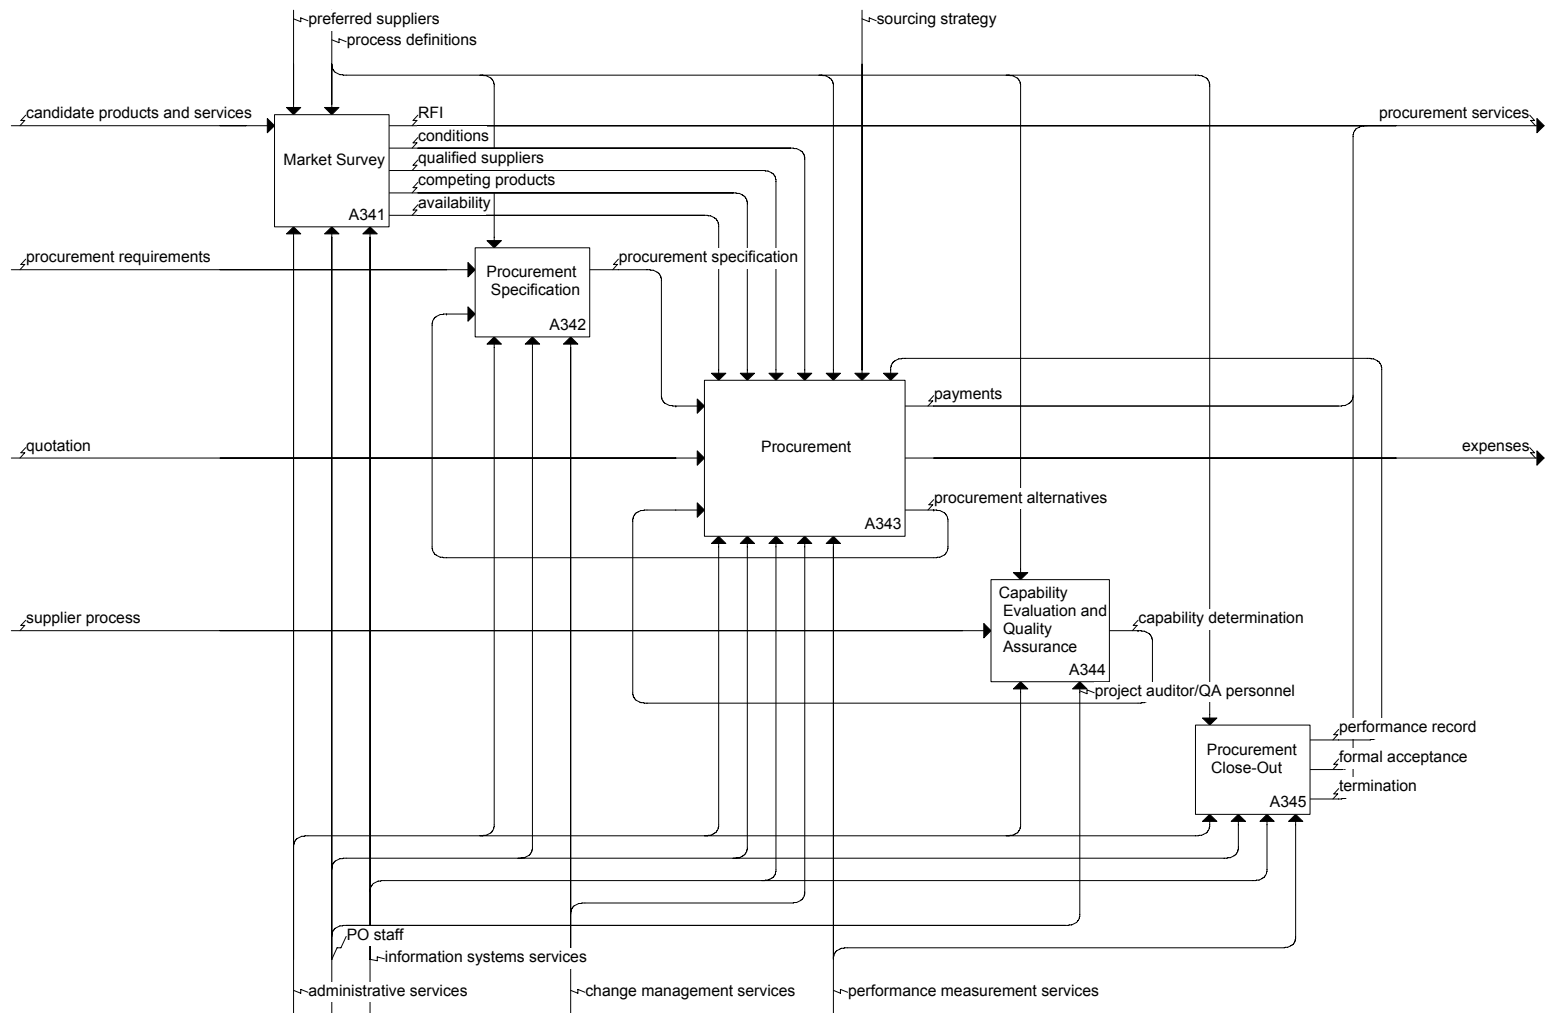 preferred suppliers
sourcing strategy
process definitions
candidate products and services
RFI
procurement services
conditions
Market Survey
qualified suppliers
competing products
availability
A341
procurement requirements
procurement specification
Procurement
Specification
A342
payments
quotation
Procurement
expenses
procurement alternatives
A343
supplier process
Capability
Evaluation and
Quality
Assurance
A344
capability determination
project auditor/QA personnel
performance record
Procurement
Close-Out
formal acceptance
termination
A345
PO staff
information systems services
administrative services
change management services
performance measurement services